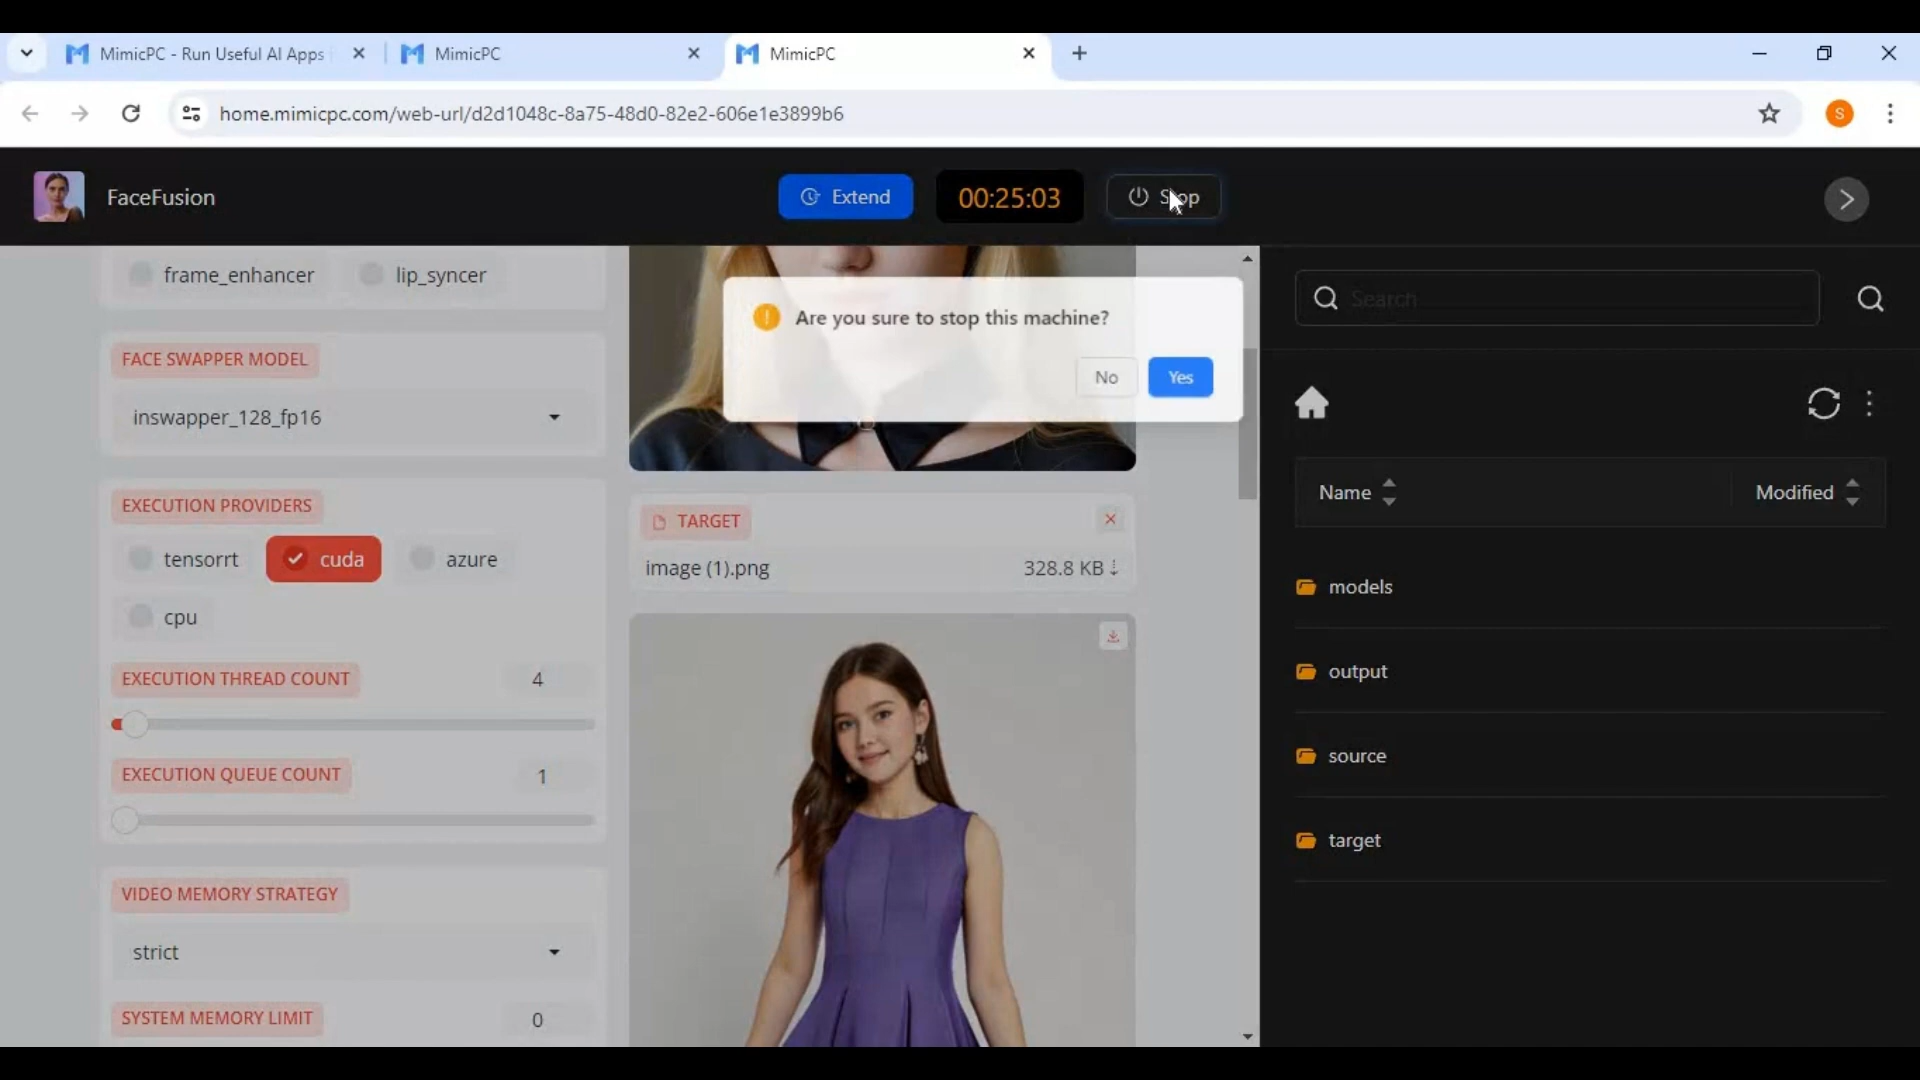 MimicPC - Run Useful AI Apps
MimicPC
MimicPC
home.mimicpc.com/web-url/d2d1048c-8a75-48d0-82e2-606e1e3899b6
S
FaceFusion
Extend
00:25:03
Stop
frame_enhancer
lip_syncer
Are you sure to stop this machine?
No
Yes
FACE SWAPPER MODEL
inswapper_128_fp16
EXECUTION PROVIDERS
tensorrt
cuda
azure
cpu
EXECUTION THREAD COUNT
4
EXECUTION QUEUE COUNT
1
VIDEO MEMORY STRATEGY
strict
SYSTEM MEMORY LIMIT
0
TARGET
image (1).png
328.8 KB ⇣
Search
Name
Modified
models
output
source
target